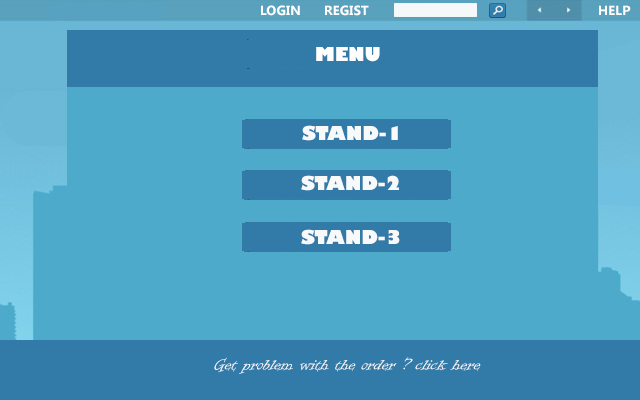 LOGIN REGIST HELP
MENU
STAND-1
STAND-2
STAND-3
Get problem with the order ? click here